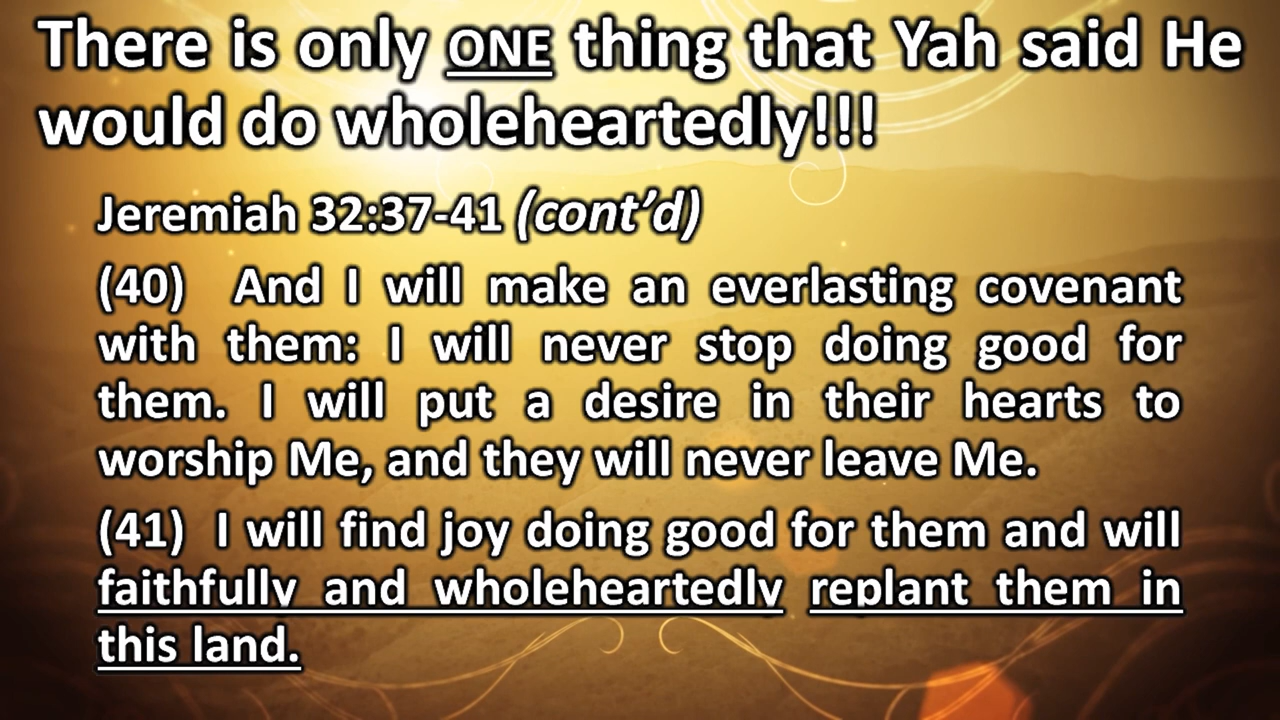 There is only ONE thing that Yah said He
would do wholeheartedly!!!
Jeremiah 32:37-41 (cont’d)
(40) And I will make an everlasting covenant
with them: I will never stop doing good for
them. I will put a desire in their hearts to
worship Me, and they will never leave Me.
(41) I will find joy doing good for them and will
faithfully and wholeheartedly replant them in
this land.